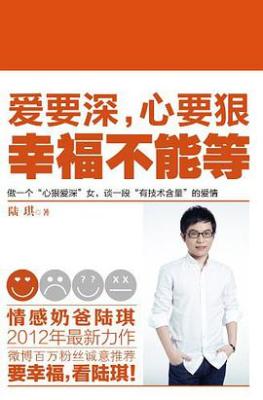 爱要深，心要狠
幸福不能等
做一个“心狠爱深”女，谈一段“有技术含量”的爱情
陆琪 著
??
××
情感奶爸陆琪
2012年最新力作
微博百万粉丝诚意推荐
要幸福，看陆琪！